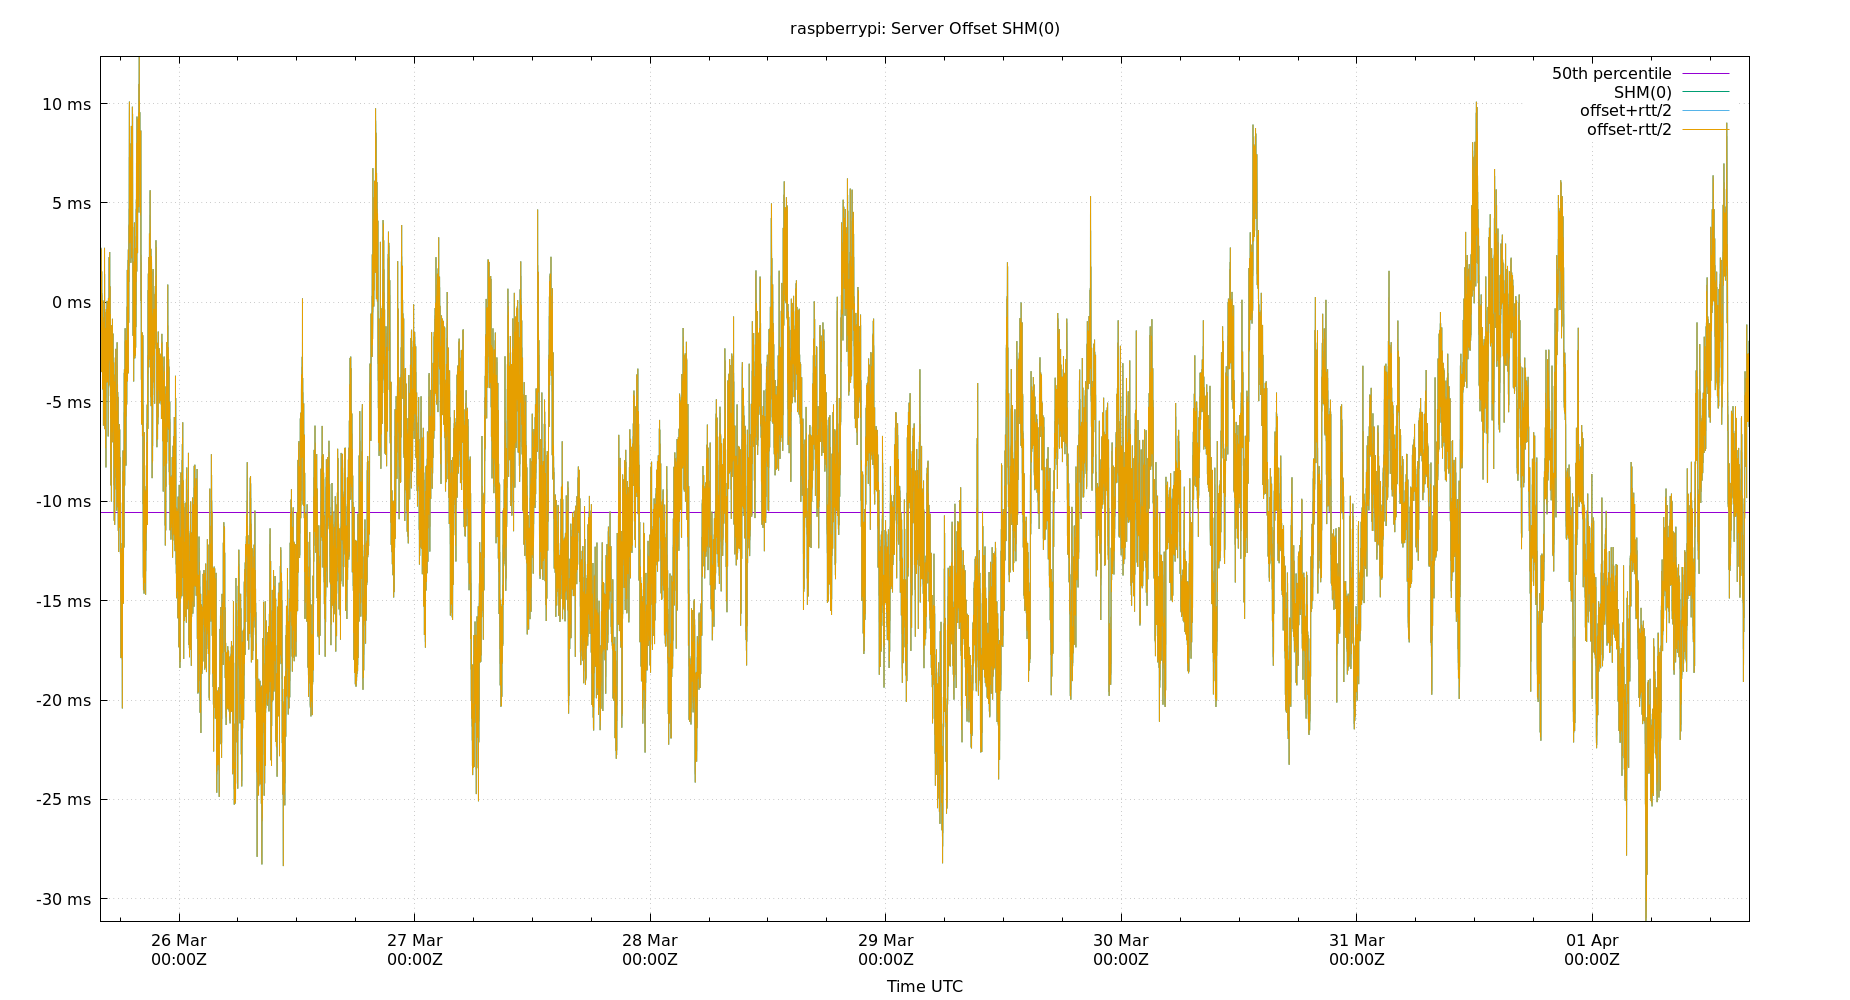 raspberrypi: Server Offset SHM(0)
50th percentile
SHM(0)
offset+rtt/2
offset-rtt/2
10 ms
5 ms
0 ms
-5 ms
-10 ms
-15 ms
-20 ms
-25 ms
-30 ms
26 Mar 27 Mar 28 Mar 29 Mar 30 Mar 31 Mar 01 Apr
00:00Z 00:00Z 00:00Z 00:00Z 00:00Z 00:00Z 00:00Z
Time UTC